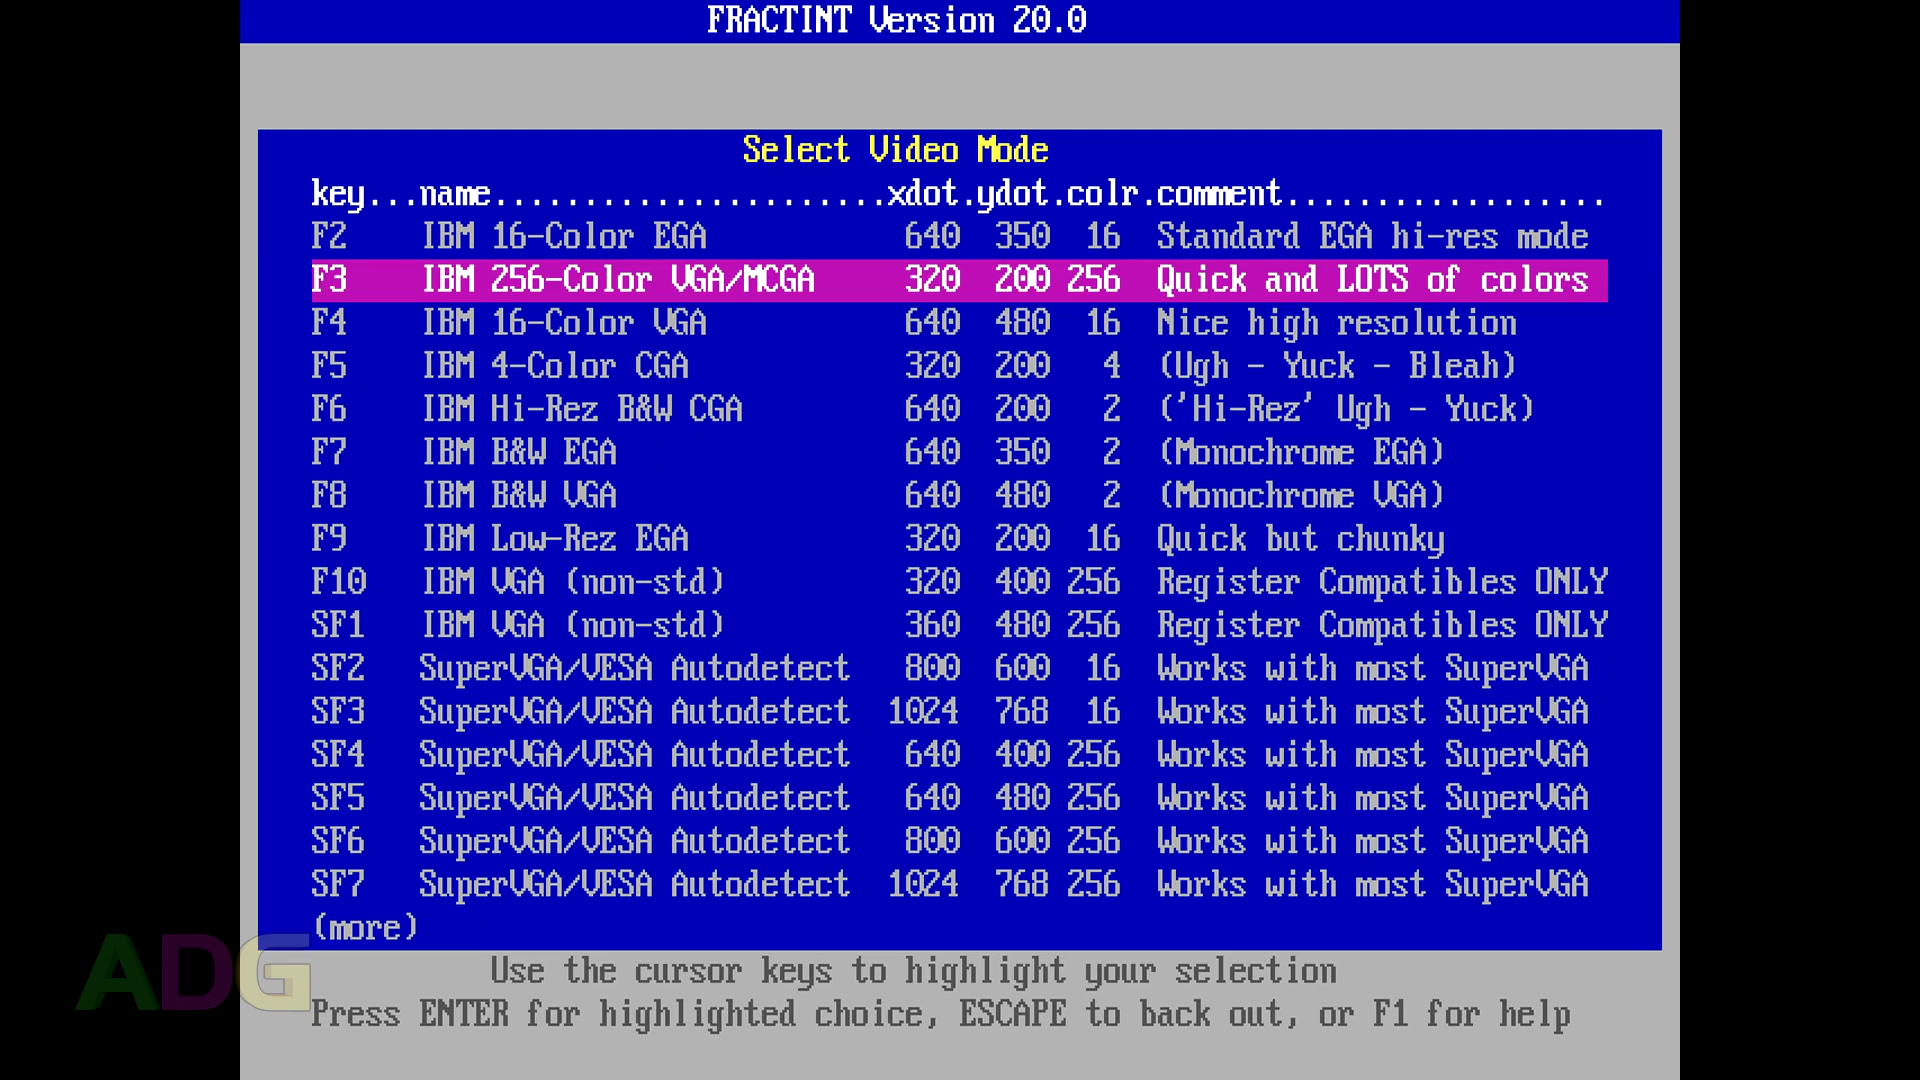 FRACTINT Version 20.0
Select Video Mode
key...name......................xdot.ydot.colr.comment..................
F2 IBM 16-Color EGA 640 350 16 Standard EGA hi-res mode
F3 IBM 256-Color VGA/MCGA 320 200 256 Quick and LOTS of colors
F4 IBM 16-Color VGA 640 480 16 Nice high resolution
F5 IBM 4-Color CGA 320 200 4 (Ugh - Yuck - Bleah)
F6 IBM Hi-Rez B&W CGA 640 200 2 ('Hi-Rez' Ugh - Yuck)
F7 IBM B&W EGA 640 350 2 (Monochrome EGA)
F8 IBM B&W VGA 640 480 2 (Monochrome VGA)
F9 IBM Low-Rez EGA 320 200 16 Quick but chunky
F10 IBM VGA (non-std) 320 400 256 Register Compatibles ONLY
SF1 IBM VGA (non-std) 360 480 256 Register Compatibles ONLY
SF2 SuperVGA/VESA Autodetect 800 600 16 Works with most SuperVGA
SF3 SuperVGA/VESA Autodetect 1024 768 16 Works with most SuperVGA
SF4 SuperVGA/VESA Autodetect 640 400 256 Works with most SuperVGA
SF5 SuperVGA/VESA Autodetect 640 480 256 Works with most SuperVGA
SF6 SuperVGA/VESA Autodetect 800 600 256 Works with most SuperVGA
SF7 SuperVGA/VESA Autodetect 1024 768 256 Works with most SuperVGA
(more)
ADG
Use the cursor keys to highlight your selection
Press ENTER for highlighted choice, ESCAPE to back out, or F1 for help